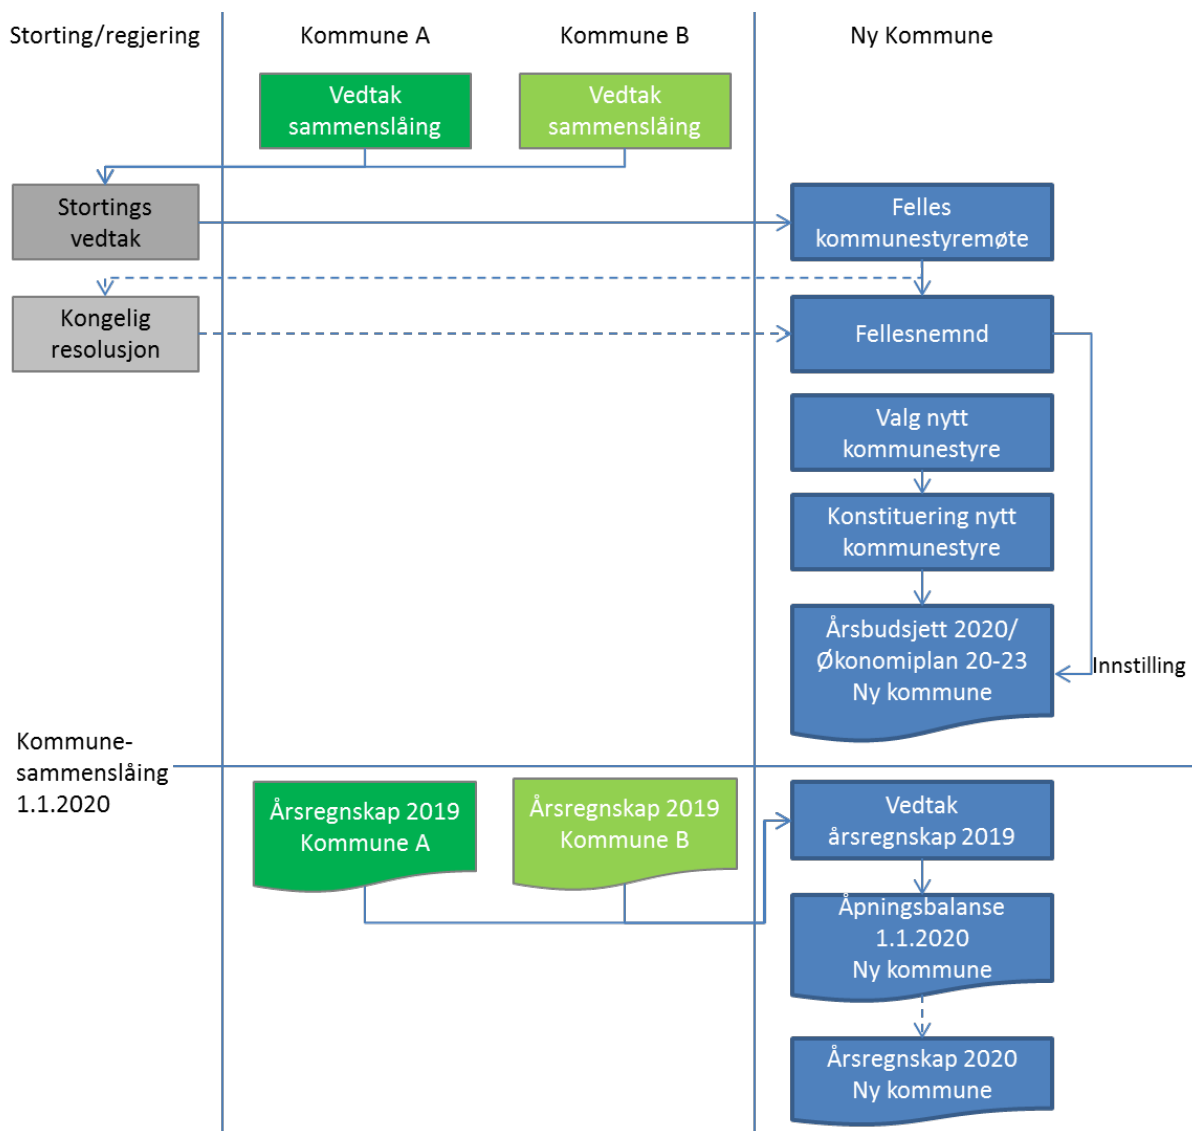 Storting/regjering
Kommune A
Kommune B
Ny Kommune
Vedtak
sammenslåing
Vedtak
sammenslåing
Stortings
vedtak
Felles
kommunestyremøte
Kongelig
resolusjon
Fellesnemnd
Valg nytt
kommunestyre
Konstituering nytt
kommunestyre
Årsbudsjett 2020/
Økonomiplan 20-23
Ny kommune
Innstilling
Kommune-
sammenslåing
1.1.2020
Årsregnskap 2019
Kommune A
Årsregnskap 2019
Kommune B
Vedtak
årsregnskap 2019
Åpningsbalanse
1.1.2020
Ny kommune
Årsregnskap 2020
Ny kommune